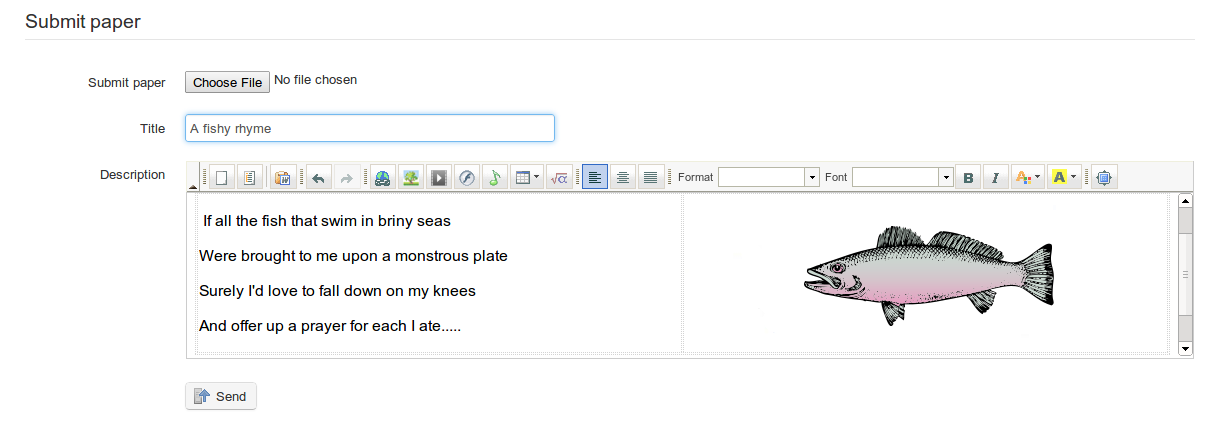 Submit paper
Submit paper Choose File No file chosen
Title A fishy rhyme
Description Format Font B I A A
If all the fish that swim in briny seas
Were brought to me upon a monstrous plate
Surely I'd love to fall down on my knees
And offer up a prayer for each I ate.....
Send